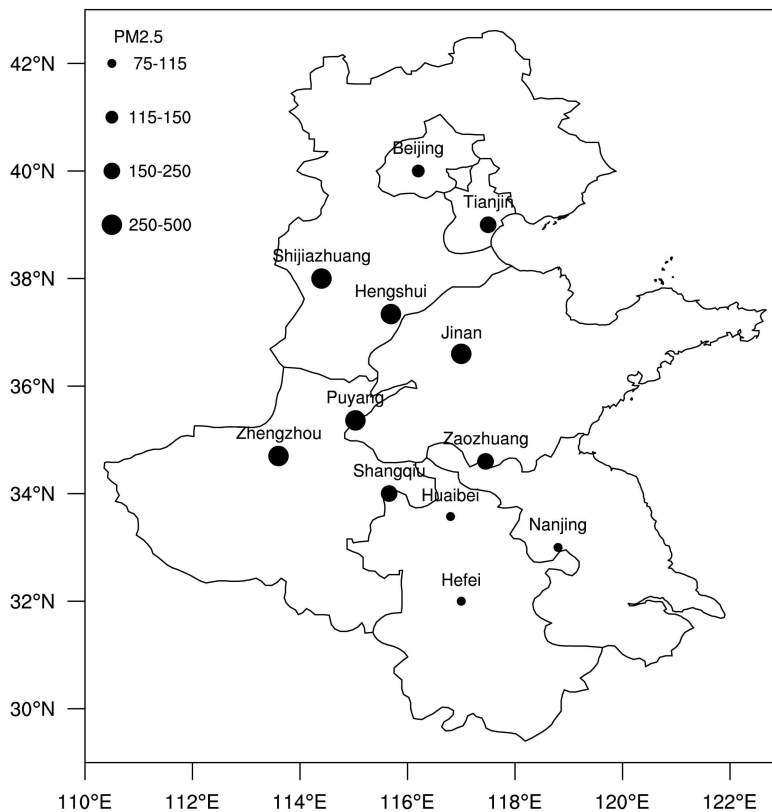 PM2.5
75-115
115-150
150-250
250-500
42°N
40°N
38°N
36°N
34°N
32°N
30°N
Beijing
Tianjin
Shijiazhuang
Hengshui
Jinan
Puyang
Zhengzhou
Zaozhuang
Shangqiu
Huaibei
Nanjing
Hefei
110°E 112°E 114°E 116°E 118°E 120°E 122°E